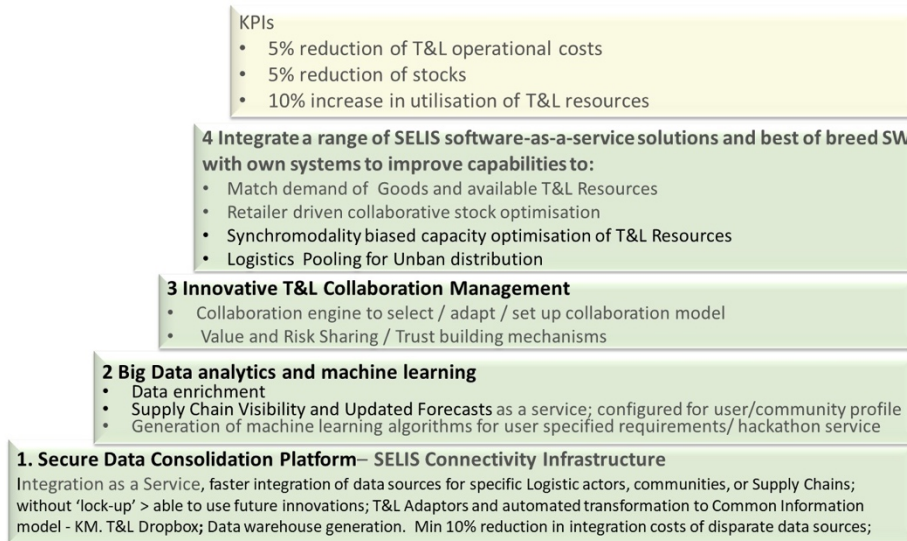 KPIs
• 5% reduction of T&L operational costs
• 5% reduction of stocks
• 10% increase in utilisation of T&L resources
4 Integrate a range of SELIS software-as-a-service solutions and best of breed SW
with own systems to improve capabilities to:
• Match demand of Goods and available T&L Resources
• Retailer driven collaborative stock optimisation
• Synchromodality biased capacity optimisation of T&L Resources
• Logistics Pooling for Unban distribution
3 Innovative T&L Collaboration Management
• Collaboration engine to select / adapt / set up collaboration model
• Value and Risk Sharing / Trust building mechanisms
2 Big Data analytics and machine learning
• Data enrichment
• Supply Chain Visibility and Updated Forecasts as a service; configured for user/community profile
• Generation of machine learning algorithms for user specified requirements/ hackathon service
1. Secure Data Consolidation Platform– SELIS Connectivity Infrastructure
Integration as a Service, faster integration of data sources for specific Logistic actors, communities, or Supply Chains;
without ‘lock-up’ > able to use future innovations; T&L Adaptors and automated transformation to Common Information
model - KM. T&L Dropbox; Data warehouse generation. Min 10% reduction in integration costs of disparate data sources;